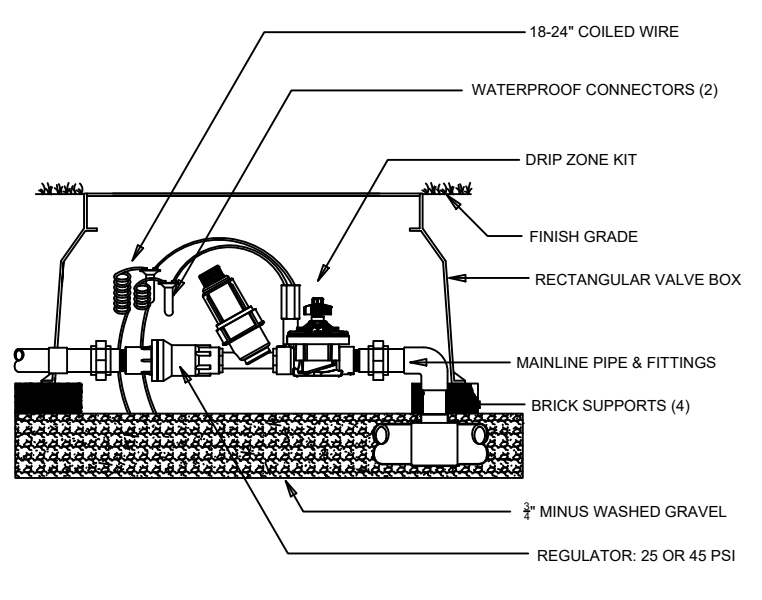 18-24" COILED WIRE
WATERPROOF CONNECTORS (2)
DRIP ZONE KIT
FINISH GRADE
RECTANGULAR VALVE BOX
MAINLINE PIPE & FITTINGS
BRICK SUPPORTS (4)
3/4" MINUS WASHED GRAVEL
REGULATOR: 25 OR 45 PSI